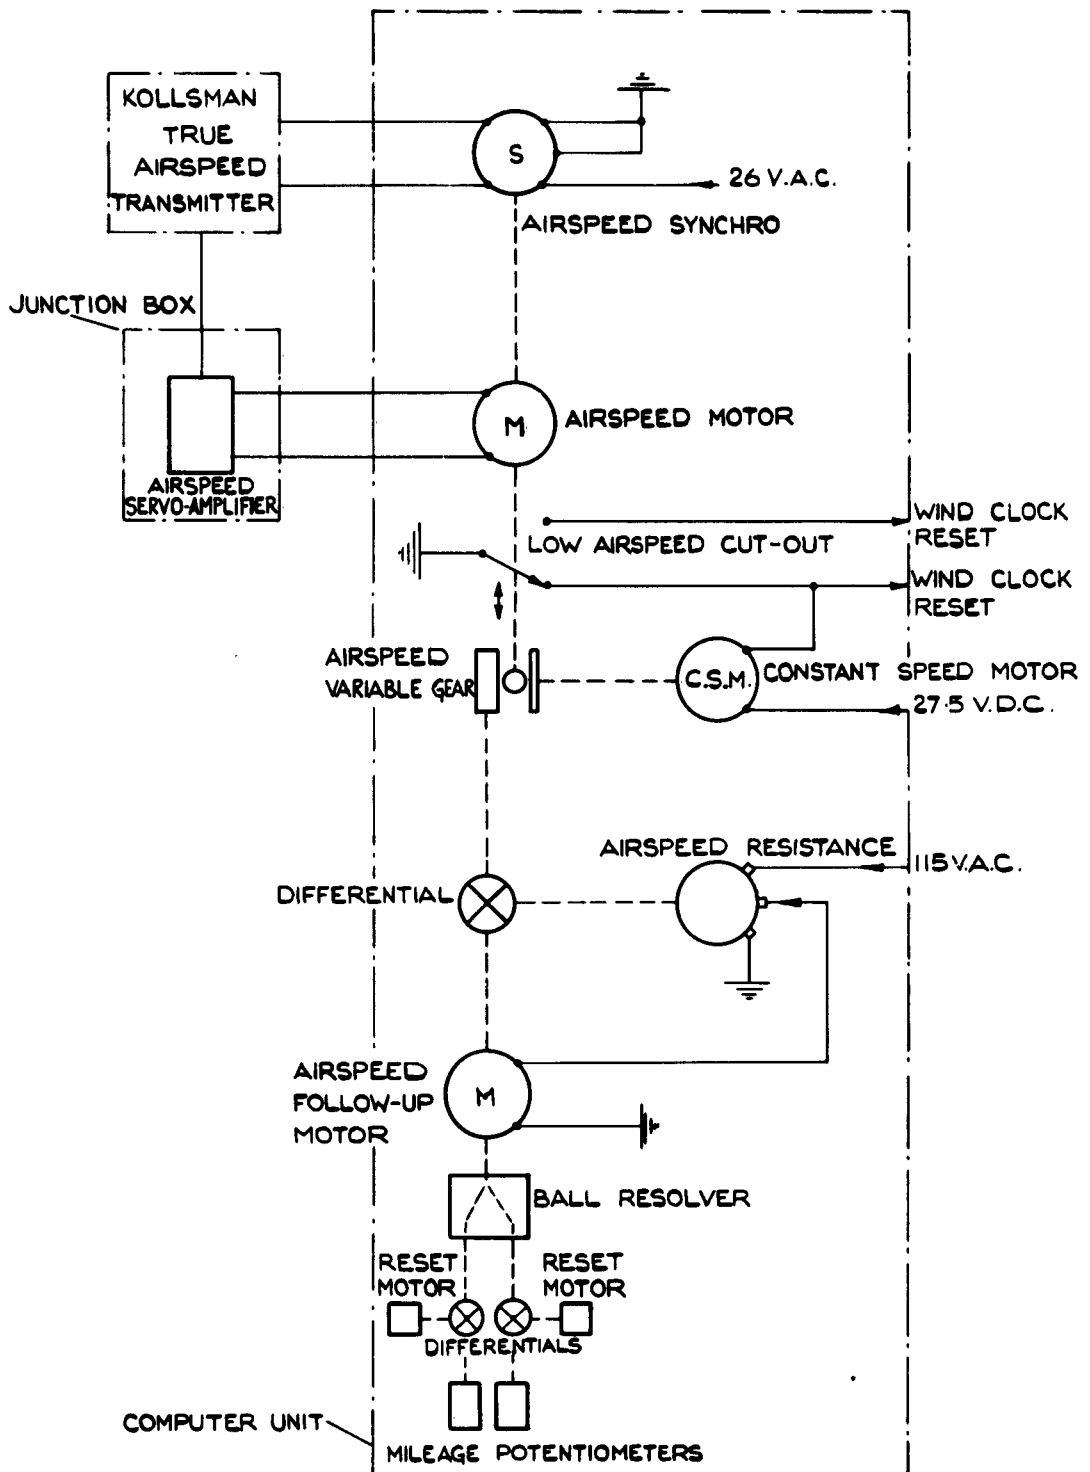 KOLLSMAN
TRUE
AIRSPEED
TRANSMITTER
S
26 V.A.C.
AIRSPEED SYNCHRO
JUNCTION BOX
M
AIRSPEED MOTOR
AIRSPEED
SERVO-AMPLIFIER
WIND CLOCK
RESET
LOW AIRSPEED CUT-OUT
WIND CLOCK
RESET
AIRSPEED
VARIABLE GEAR
C.S.M.
CONSTANT SPEED MOTOR
27·5 V.D.C.
AIRSPEED RESISTANCE
115 V.A.C.
DIFFERENTIAL
AIRSPEED
FOLLOW-UP
MOTOR
M
BALL RESOLVER
RESET
MOTOR
RESET
MOTOR
DIFFERENTIALS
COMPUTER UNIT
MILEAGE POTENTIOMETERS